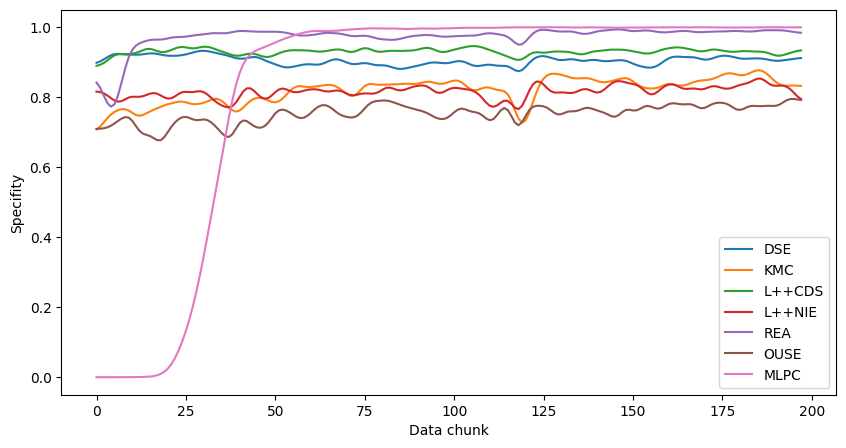 1.0
0.8
0.6
0.4
0.2
0.0
Specifity
0
25
50
75
100
125
150
175
200
Data chunk
DSE
KMC
L++CDS
L++NIE
REA
OUSE
MLPC